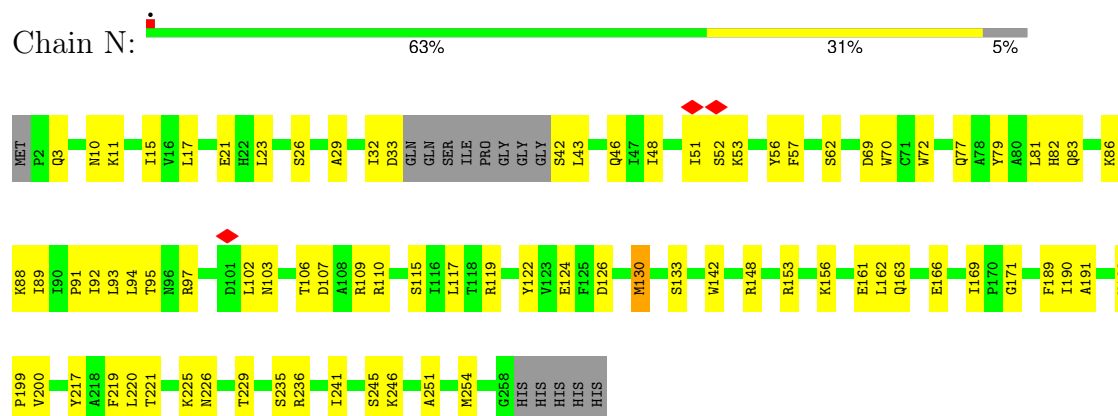 Chain N:
63% 31% 5%
MET P2 Q3 N10 K11 I15 V16 L17 E21 H22 L23 S26 A29 I32 D33 GLN GLN SER ILE PRO GLY GLY GLY S42 L43 Q46 I47 I48 I51 S52 K53 Y56 F57 S62 D69 W70 C71 W72 Q77 A78 Y79 A80 L81 H82 Q83 K86
K88 I89 I90 P91 I92 L93 L94 T95 N96 R97 D101 L102 N103 T106 D107 A108 R109 R110 S115 I116 L117 T118 R119 Y122 V123 E124 F125 D126 M130 S133 W142 R148 R153 K156 E161 L162 Q163 E166 I169 P170 G171 F189 I190 A191
P199 V200 Y217 A218 F219 L220 T221 K225 N226 T229 S235 R236 I241 S245 K246 A251 M254 G258 HIS HIS HIS HIS HIS